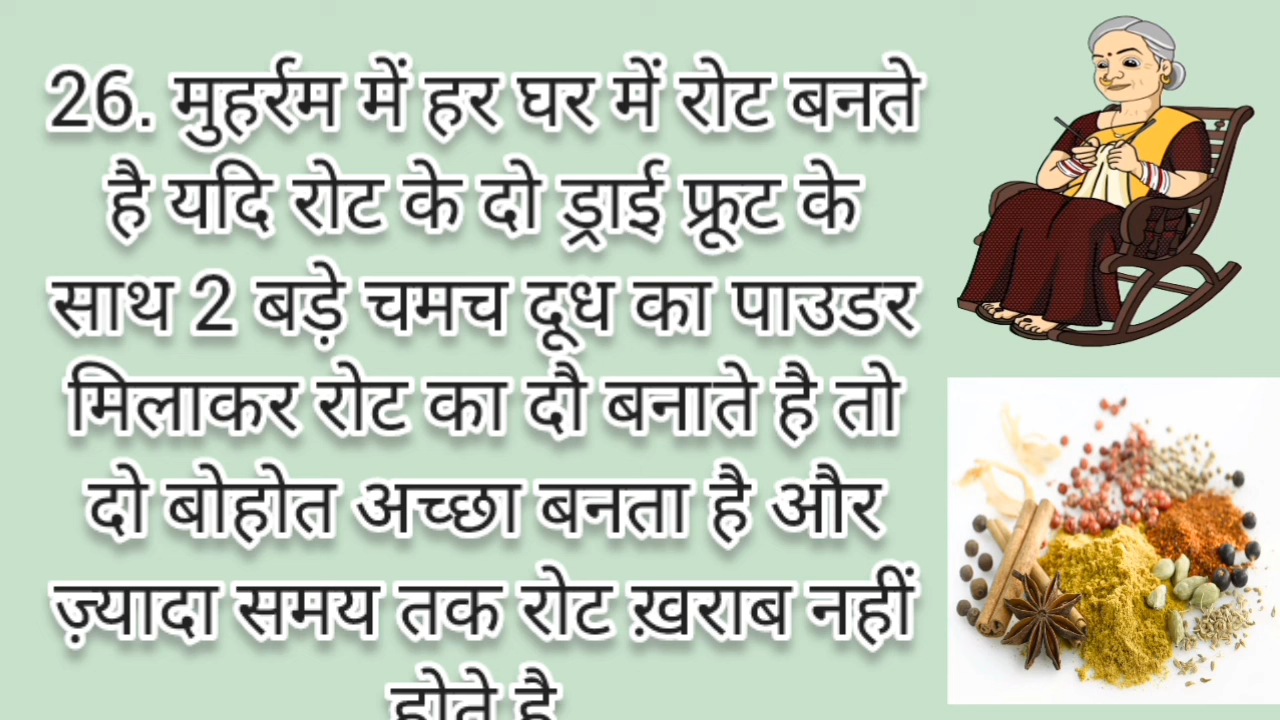 26. मुहर्रम में हर घर में रोट बनते
है यदि रोट के दो ड्राई फ्रूट के
साथ 2 बड़े चमच दूध का पाउडर
मिलाकर रोट का दौ बनाते है तो
दो बोहोत अच्छा बनता है और
ज़्यादा समय तक रोट ख़राब नहीं
होते है